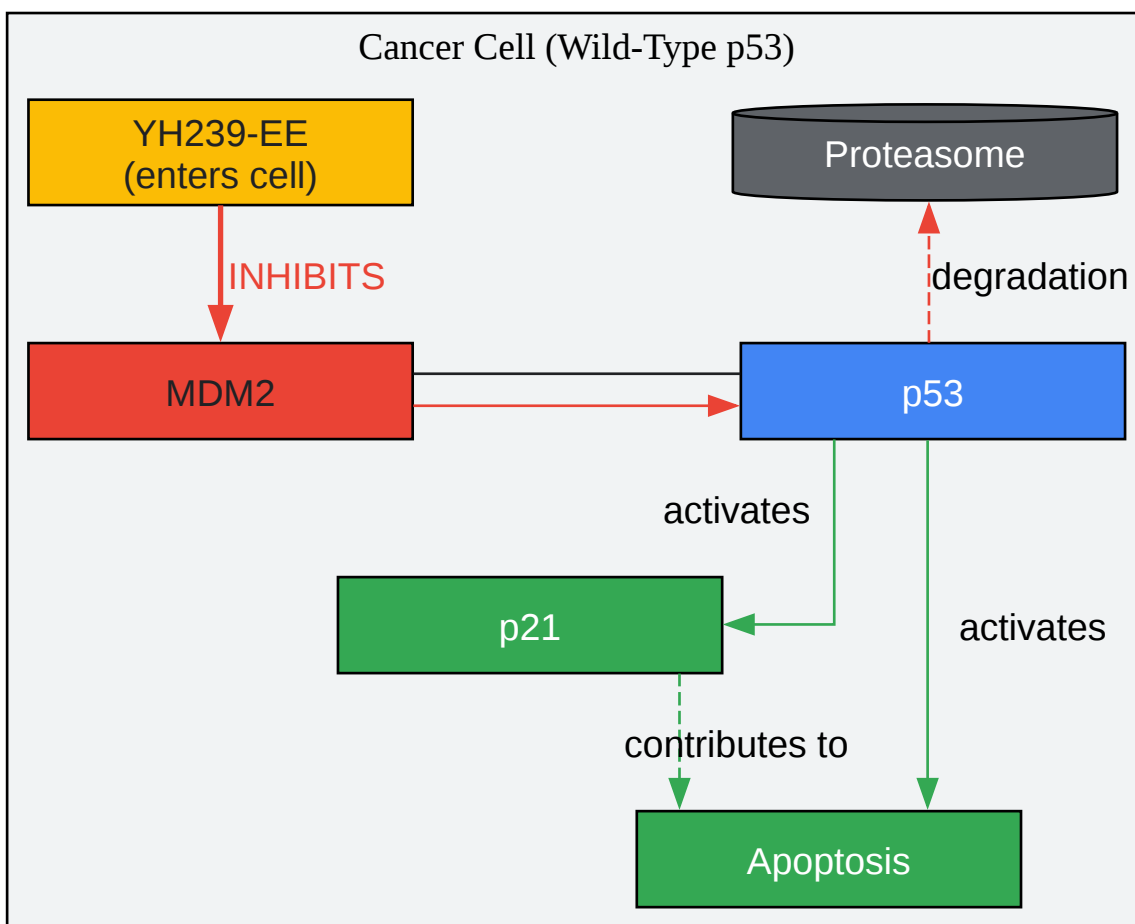 Cancer Cell (Wild-Type p53)
YH239-EE
(enters cell)
Proteasome
INHIBITS
degradation
MDM2
p53
activates
p21
activates
contributes to
Apoptosis